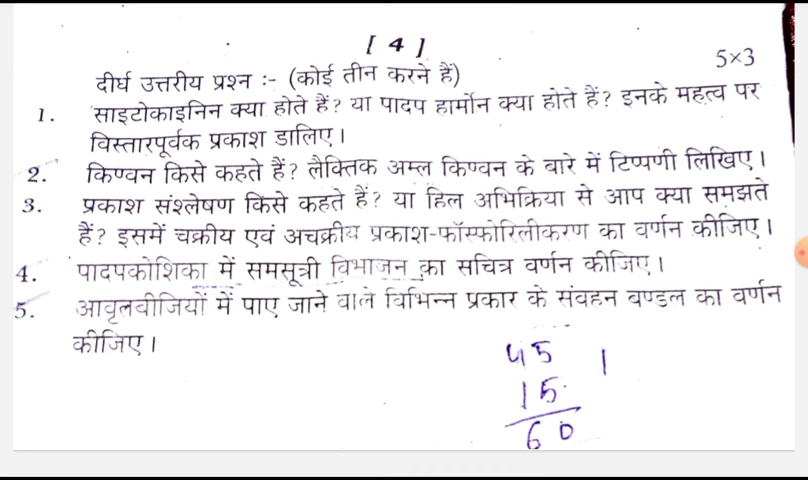 [ 4 ]
5×3
दीर्घ उत्तरीय प्रश्न :- (कोई तीन करने हैं)
1. साइटोकाइनिन क्या होते हैं? या पादप हार्मोन क्या होते हैं? इनके महत्व पर
विस्तारपूर्वक प्रकाश डालिए।
2. किण्वन किसे कहते हैं? लैक्तिक अम्ल किण्वन के बारे में टिप्पणी लिखिए।
3. प्रकाश संश्लेषण किसे कहते हैं? या हिल अभिक्रिया से आप क्या समझते
हैं? इसमें चक्रीय एवं अचक्रीय प्रकाश-फॉस्फोरिलीकरण का वर्णन कीजिए।
4. पादपकोशिका में समसूत्री विभाजन का सचित्र वर्णन कीजिए।
5. आवृतबीजियों में पाए जाने वाले विभिन्न प्रकार के संवहन बण्डल का वर्णन
कीजिए।
45 |
15
60